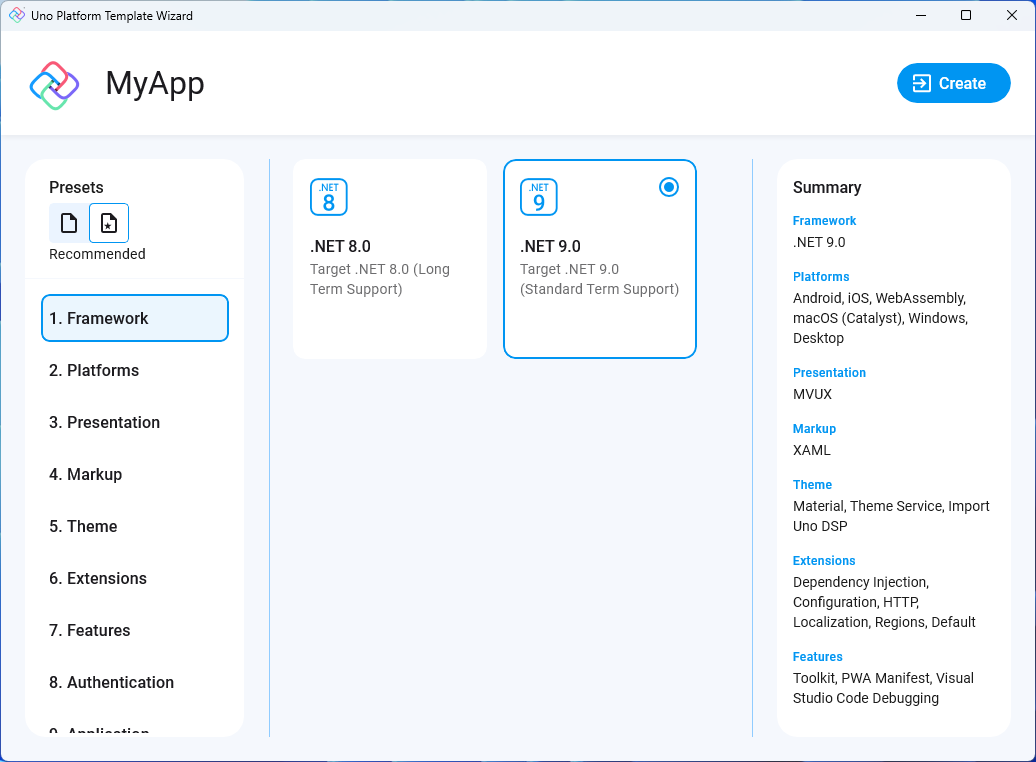 Uno Platform Template Wizard
MyApp
Create
Presets
Recommended
1. Framework
2. Platforms
3. Presentation
4. Markup
5. Theme
6. Extensions
7. Features
8. Authentication
9. Application
.NET
8
.NET 8.0
Target .NET 8.0 (Long
Term Support)
.NET
9
.NET 9.0
Target .NET 9.0
(Standard Term Support)
Summary
Framework
.NET 9.0
Platforms
Android, iOS, WebAssembly,
macOS (Catalyst), Windows,
Desktop
Presentation
MVUX
Markup
XAML
Theme
Material, Theme Service, Import
Uno DSP
Extensions
Dependency Injection,
Configuration, HTTP,
Localization, Regions, Default
Features
Toolkit, PWA Manifest, Visual
Studio Code Debugging